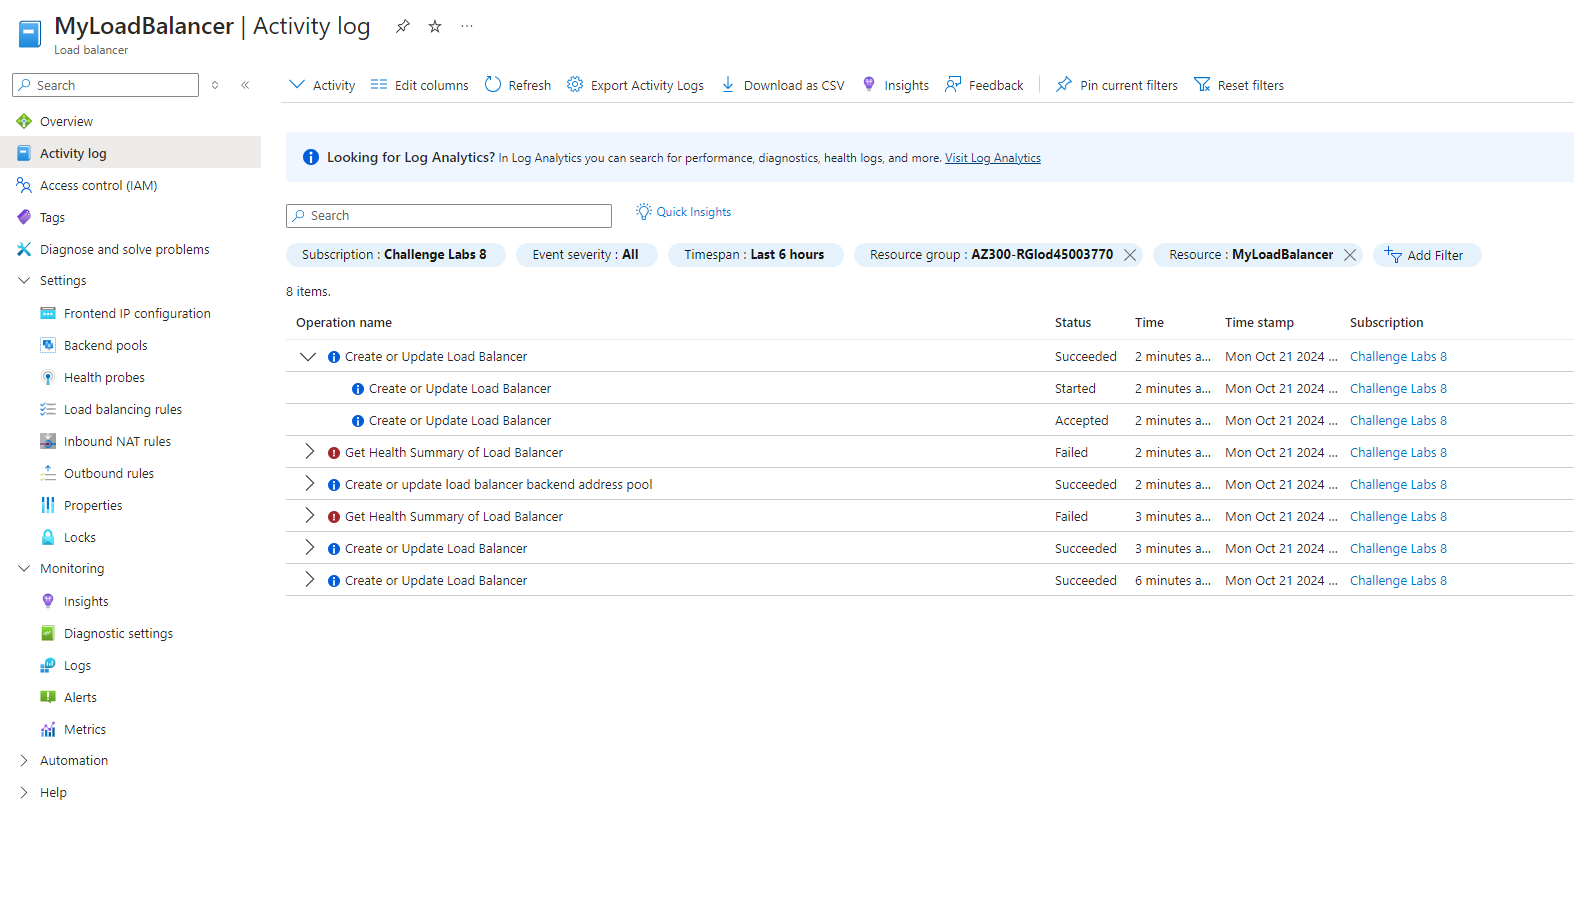 MyLoadBalancer | Activity log
Load balancer
Search
Activity
Edit columns
Refresh
Export Activity Logs
Download as CSV
Insights
Feedback
Pin current filters
Reset filters
Overview
Activity log
Access control (IAM)
Tags
Diagnose and solve problems
Settings
Frontend IP configuration
Backend pools
Health probes
Load balancing rules
Inbound NAT rules
Outbound rules
Properties
Locks
Monitoring
Insights
Diagnostic settings
Logs
Alerts
Metrics
Automation
Help
Looking for Log Analytics? In Log Analytics you can search for performance, diagnostics, health logs, and more. Visit Log Analytics
Search
Quick Insights
Subscription : Challenge Labs 8
Event severity : All
Timespan : Last 6 hours
Resource group : AZ300-RGlod45003770
Resource : MyLoadBalancer
Add Filter
8 items.
Operation name Status Time Time stamp Subscription
Create or Update Load Balancer Succeeded 2 minutes a... Mon Oct 21 2024 ... Challenge Labs 8
Create or Update Load Balancer Started 2 minutes a... Mon Oct 21 2024 ... Challenge Labs 8
Create or Update Load Balancer Accepted 2 minutes a... Mon Oct 21 2024 ... Challenge Labs 8
Get Health Summary of Load Balancer Failed 2 minutes a... Mon Oct 21 2024 ... Challenge Labs 8
Create or update load balancer backend address pool Succeeded 2 minutes a... Mon Oct 21 2024 ... Challenge Labs 8
Get Health Summary of Load Balancer Failed 3 minutes a... Mon Oct 21 2024 ... Challenge Labs 8
Create or Update Load Balancer Succeeded 3 minutes a... Mon Oct 21 2024 ... Challenge Labs 8
Create or Update Load Balancer Succeeded 6 minutes a... Mon Oct 21 2024 ... Challenge Labs 8